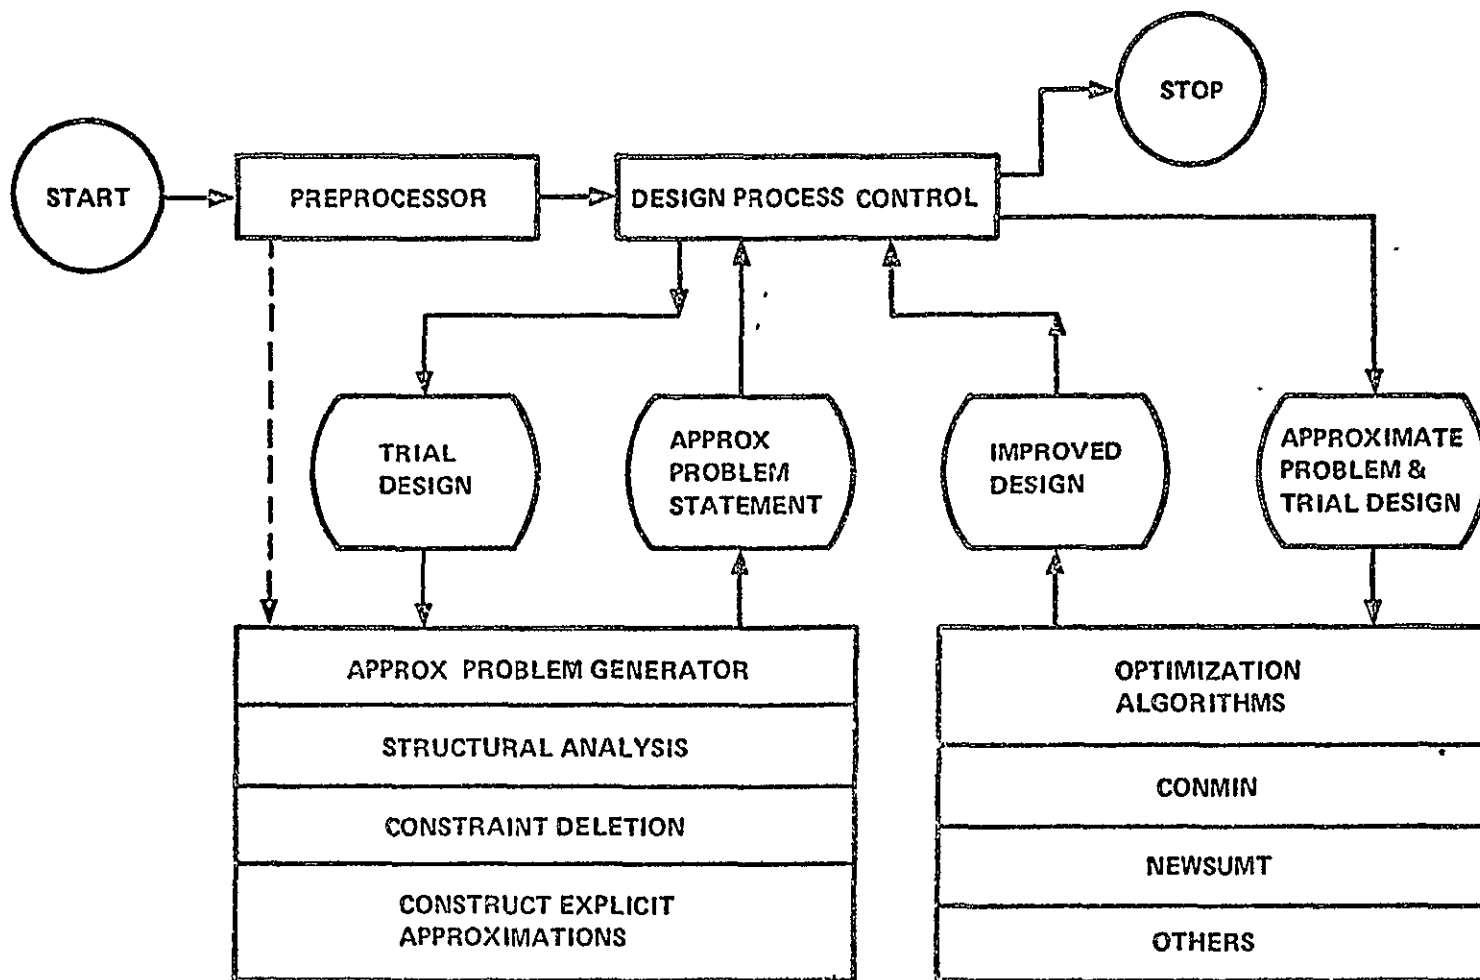 STOP
START
PREPROCESSOR
DESIGN PROCESS CONTROL
TRIAL
DESIGN
APPROX
PROBLEM
STATEMENT
IMPROVED
DESIGN
APPROXIMATE
PROBLEM &
TRIAL DESIGN
APPROX PROBLEM GENERATOR
STRUCTURAL ANALYSIS
CONSTRAINT DELETION
CONSTRUCT EXPLICIT
APPROXIMATIONS
OPTIMIZATION
ALGORITHMS
CONMIN
NEWSUMT
OTHERS